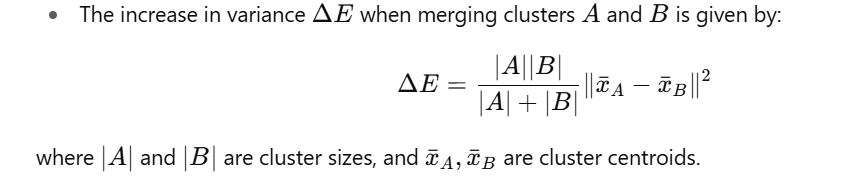 • The increase in variance ΔE when merging clusters A and B is given by:
ΔE = |A||B| / (|A| + |B|) ‖x̄_A − x̄_B‖²
where |A| and |B| are cluster sizes, and x̄_A, x̄_B are cluster centroids.